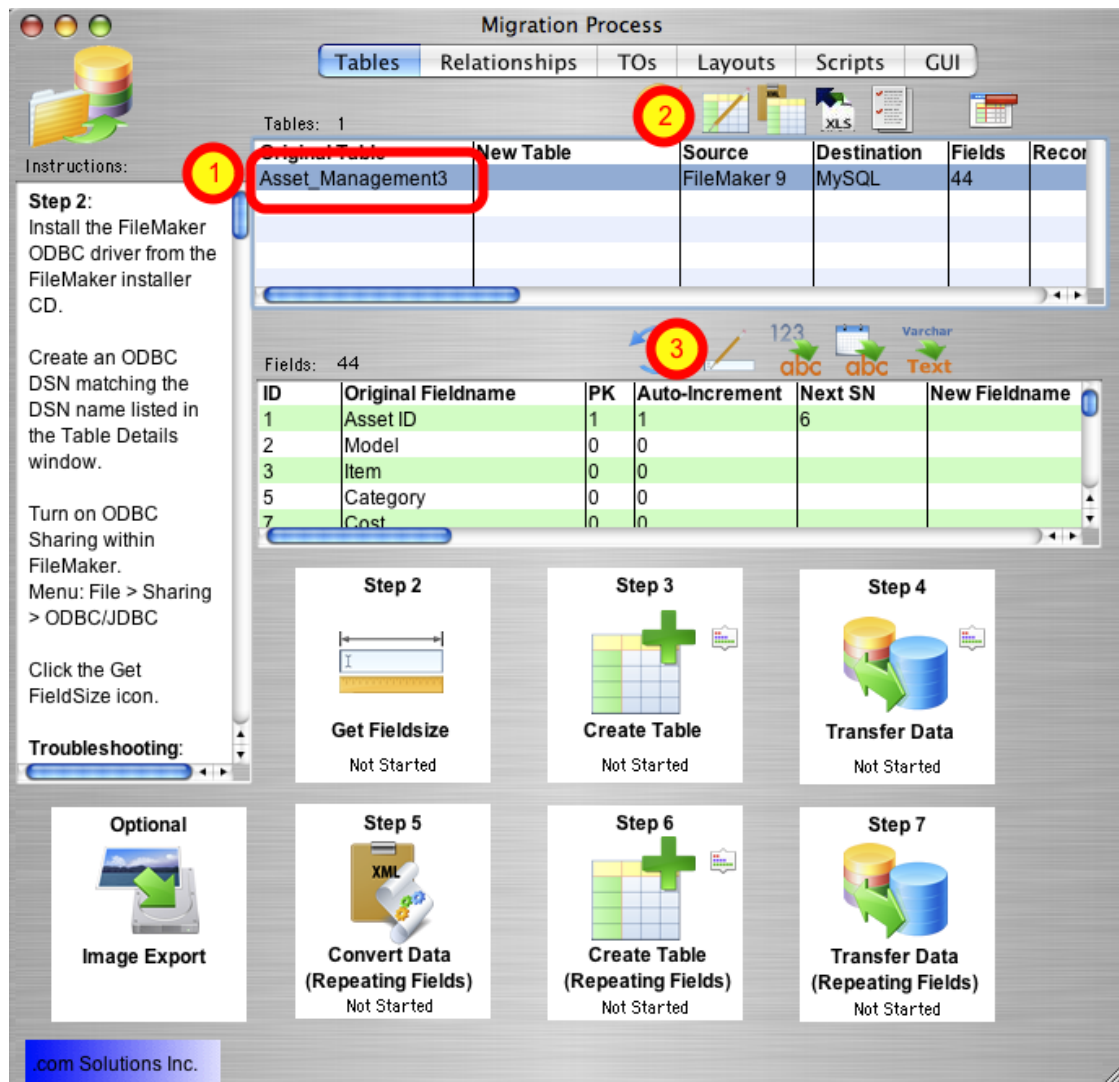 Migration Process
Tables Relationships TOs Layouts Scripts GUI
2
XML
XLS
Tables: 1
Instructions:
1
Original Table New Table Source Destination Fields Recor
Asset_Management3 FileMaker 9 MySQL 44
Step 2:
Install the FileMaker
ODBC driver from the
FileMaker installer
CD.
Create an ODBC
DSN matching the
DSN name listed in
the Table Details
window.
Turn on ODBC
Sharing within
FileMaker.
Menu: File > Sharing
> ODBC/JDBC
Click the Get
FieldSize icon.
Troubleshooting:
3
123
abc
abc
Varchar
Text
Fields: 44
ID Original Fieldname PK Auto-Increment Next SN New Fieldname
1 Asset ID 1 1 6
2 Model 0 0
3 Item 0 0
5 Category 0 0
7 Cost 0 0
Step 2
Get Fieldsize
Not Started
Step 3
Create Table
Not Started
Step 4
Transfer Data
Not Started
Optional
Image Export
Step 5
XML
Convert Data
(Repeating Fields)
Not Started
Step 6
Create Table
(Repeating Fields)
Not Started
Step 7
Transfer Data
(Repeating Fields)
Not Started
.com Solutions Inc.